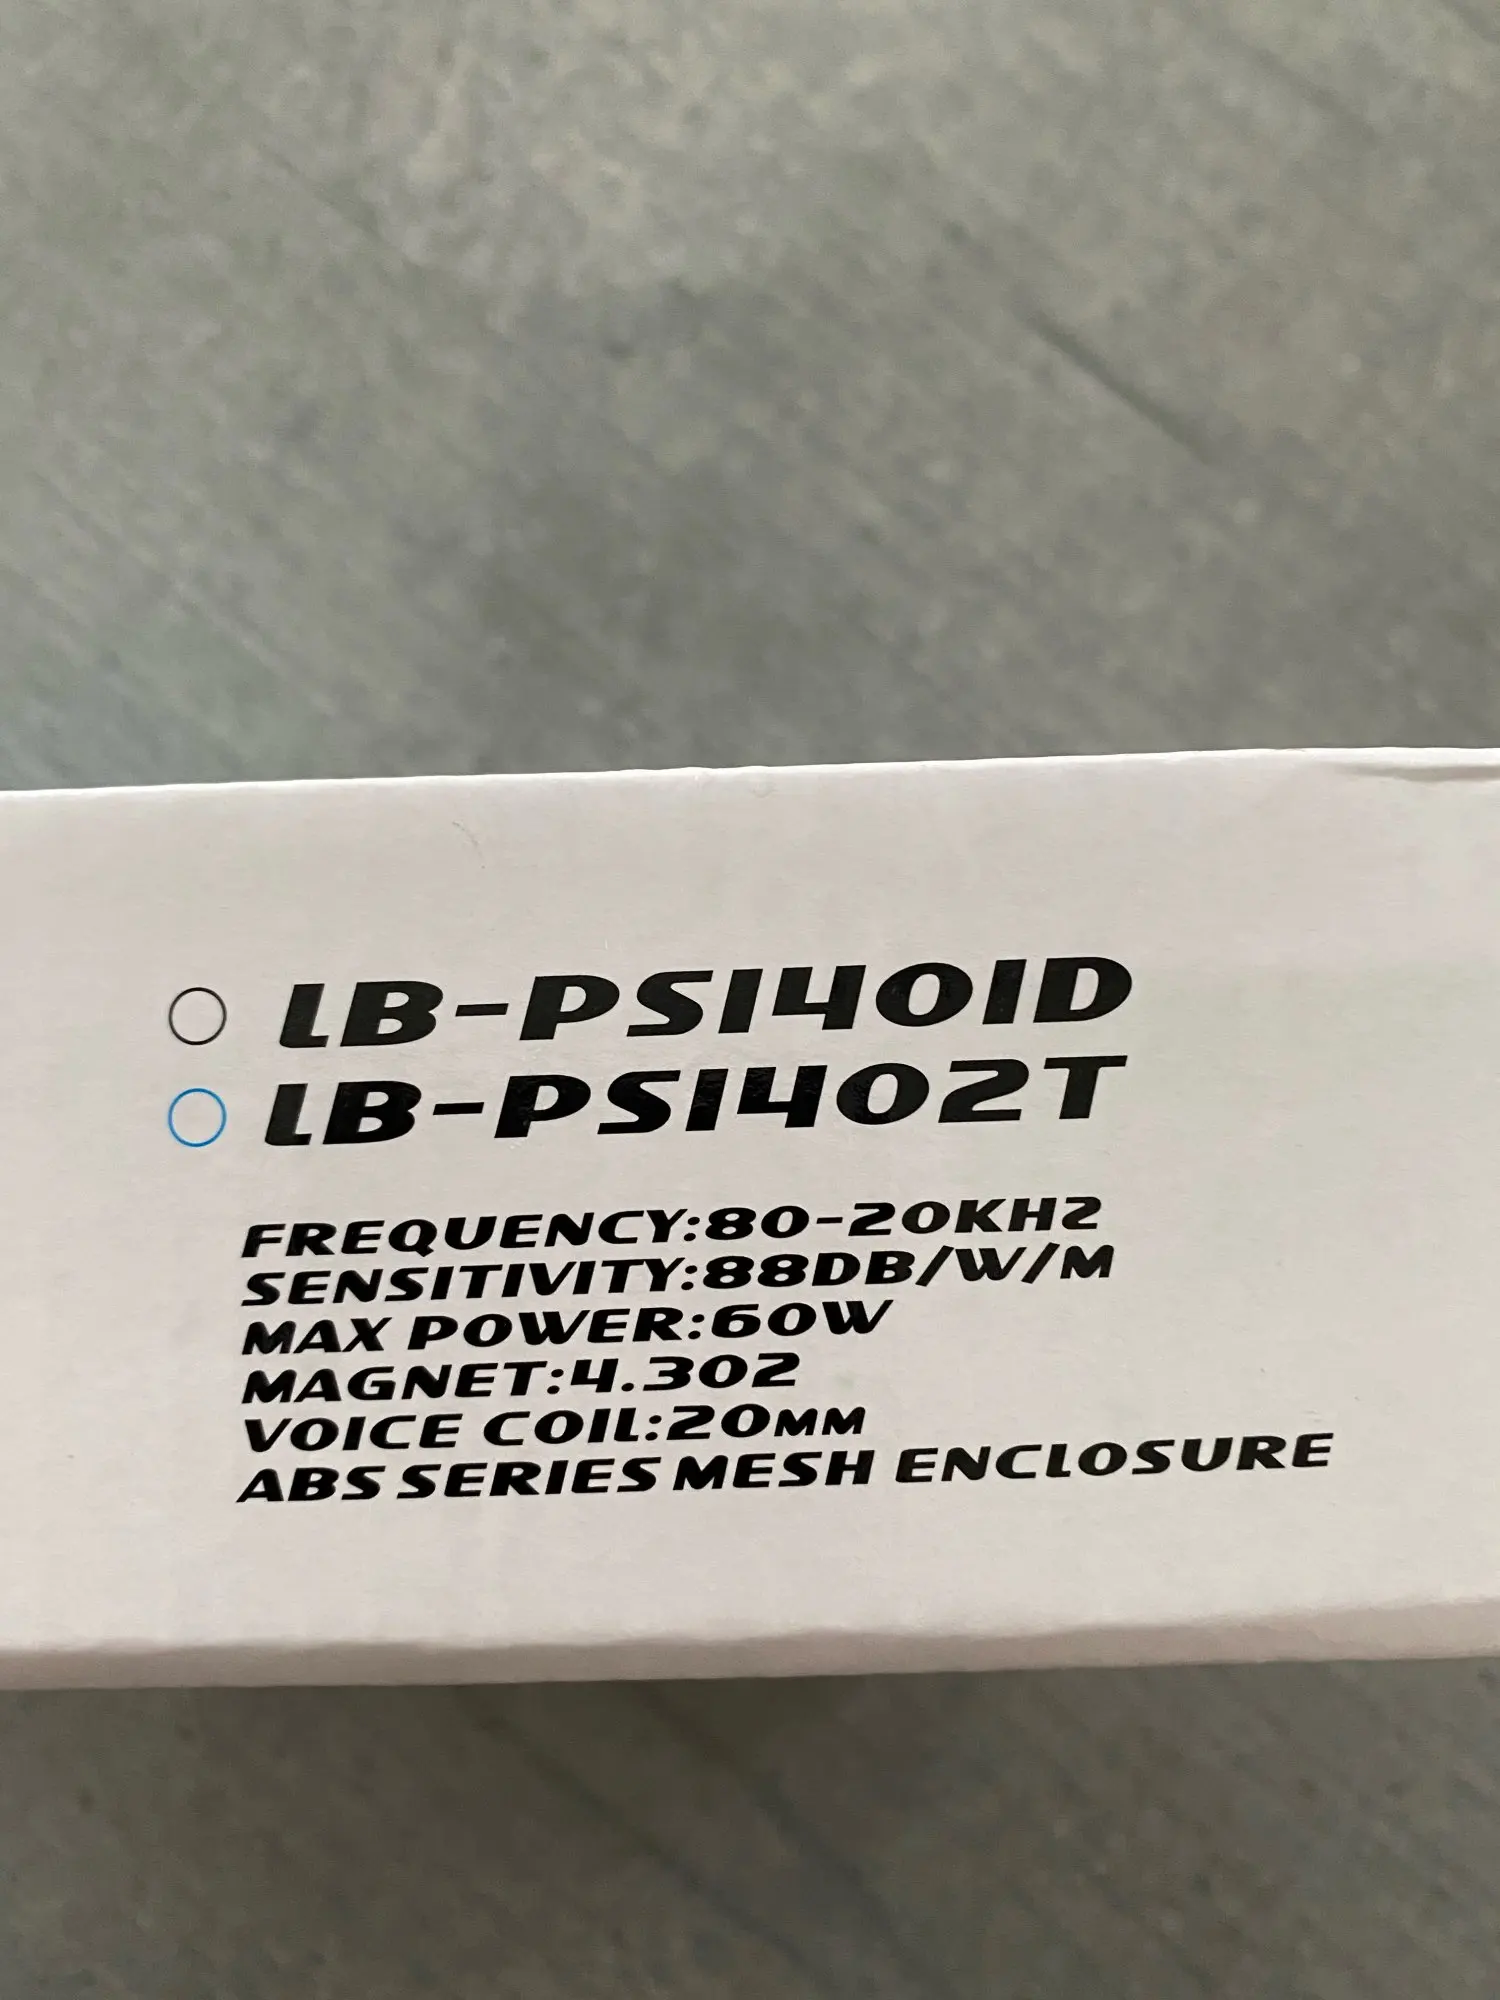 LB-PS1401D
LB-PS1402T
FREQUENCY:80-20KHZ
SENSITIVITY:88DB/W/M
MAX POWER:60W
MAGNET:4.3OZ
VOICE COIL:20MM
ABS SERIES MESH ENCLOSURE